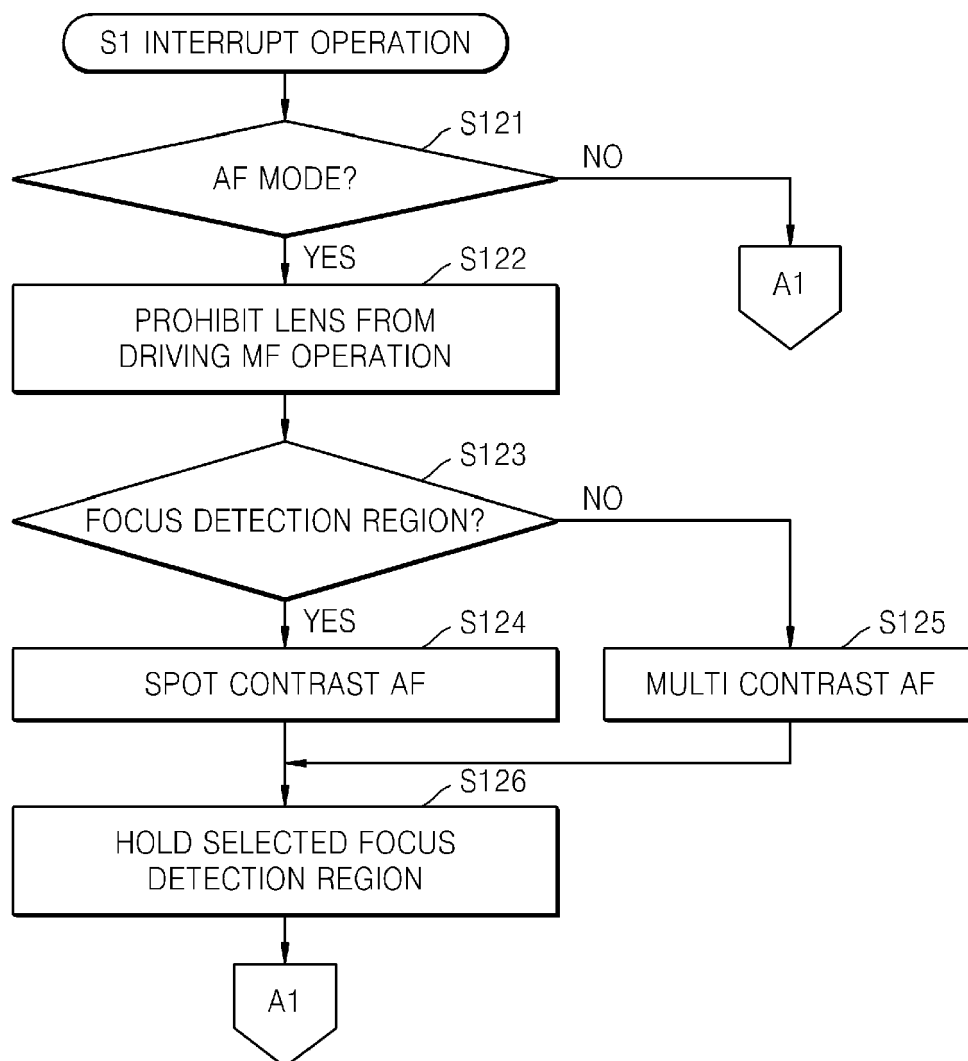 S1 INTERRUPT OPERATION
S121
AF MODE?
NO
YES
A1
S122
PROHIBIT LENS FROM
DRIVING MF OPERATION
S123
FOCUS DETECTION REGION?
NO
YES
S124
SPOT CONTRAST AF
S125
MULTI CONTRAST AF
S126
HOLD SELECTED FOCUS
DETECTION REGION
A1